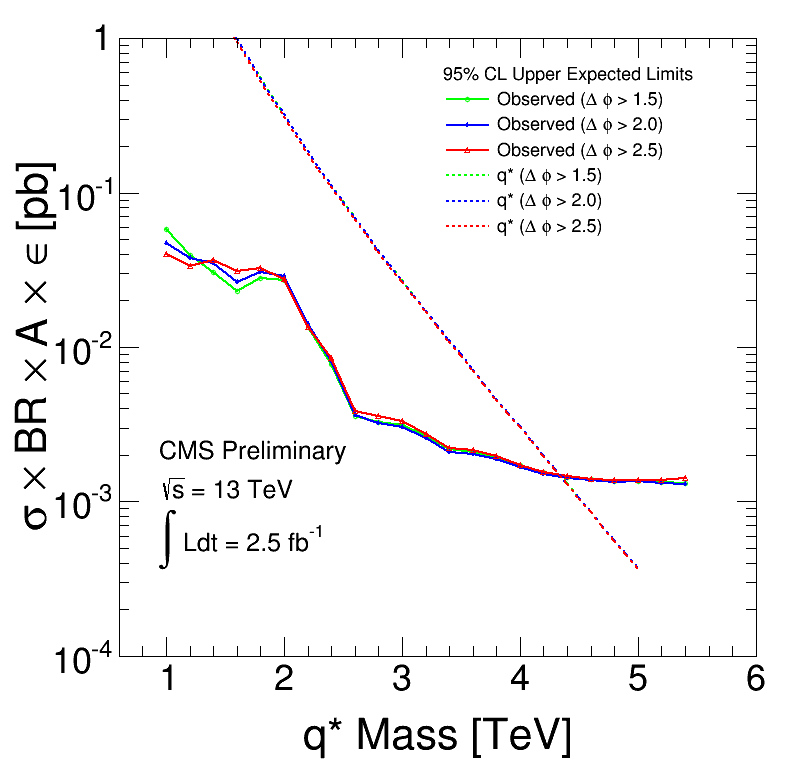 1
10-1
10-2
10-3
10-4
σ × BR × A × ∈ [pb]
95% CL Upper Expected Limits
Observed (Δ ϕ > 1.5)
Observed (Δ ϕ > 2.0)
Observed (Δ ϕ > 2.5)
q* (Δ ϕ > 1.5)
q* (Δ ϕ > 2.0)
q* (Δ ϕ > 2.5)
CMS Preliminary
√s = 13 TeV
∫ Ldt = 2.5 fb-1
1 2 3 4 5 6
q* Mass [TeV]